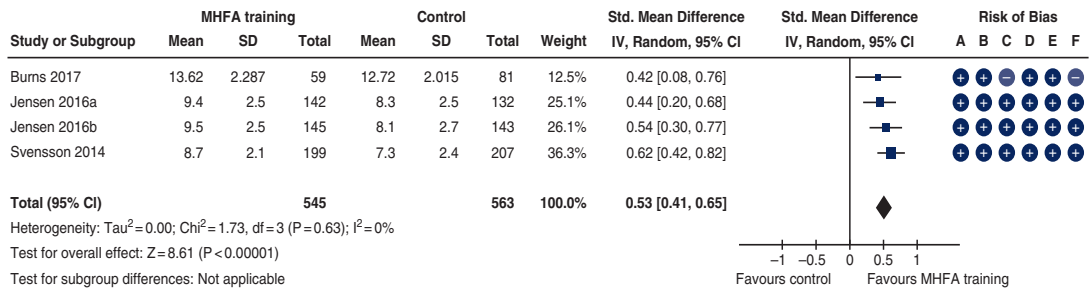 MHFA training Control Std. Mean Difference Std. Mean Difference Risk of Bias
Study or Subgroup Mean SD Total Mean SD Total Weight IV, Random, 95% CI IV, Random, 95% CI A B C D E F
Burns 2017 13.62 2.287 59 12.72 2.015 81 12.5% 0.42 [0.08, 0.76] + + − + + −
Jensen 2016a 9.4 2.5 142 8.3 2.5 132 25.1% 0.44 [0.20, 0.68] + + + + + +
Jensen 2016b 9.5 2.5 145 8.1 2.7 143 26.1% 0.54 [0.30, 0.77] + + + + + +
Svensson 2014 8.7 2.1 199 7.3 2.4 207 36.3% 0.62 [0.42, 0.82] + + + + + +
Total (95% CI) 545 563 100.0% 0.53 [0.41, 0.65]
Heterogeneity: Tau²=0.00; Chi²=1.73, df=3 (P=0.63); I²=0%
Test for overall effect: Z=8.61 (P<0.00001)
−1 −0.5 0 0.5 1
Test for subgroup differences: Not applicable
Favours control Favours MHFA training